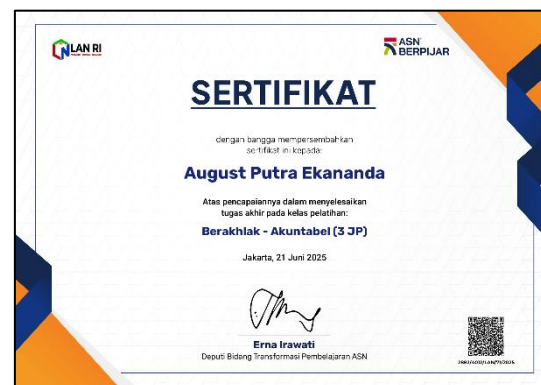 LAN RI
ASN
BERPIJAR
SERTIFIKAT
dengan bangga mempersembahkan
sertifikat ini kepada:
August Putra Ekananda
Atas pencapaiannya dalam menyelesaikan
tugas akhir pada kelas pelatihan:
Berakhlak - Akuntabel (3 JP)
Jakarta, 21 Juni 2025
Erna Irawati
Deputi Bidang Transformasi Pembelajaran ASN